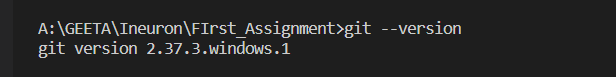 A:\GEETA\Ineuron\FIrst_Assignment>git --version
git version 2.37.3.windows.1